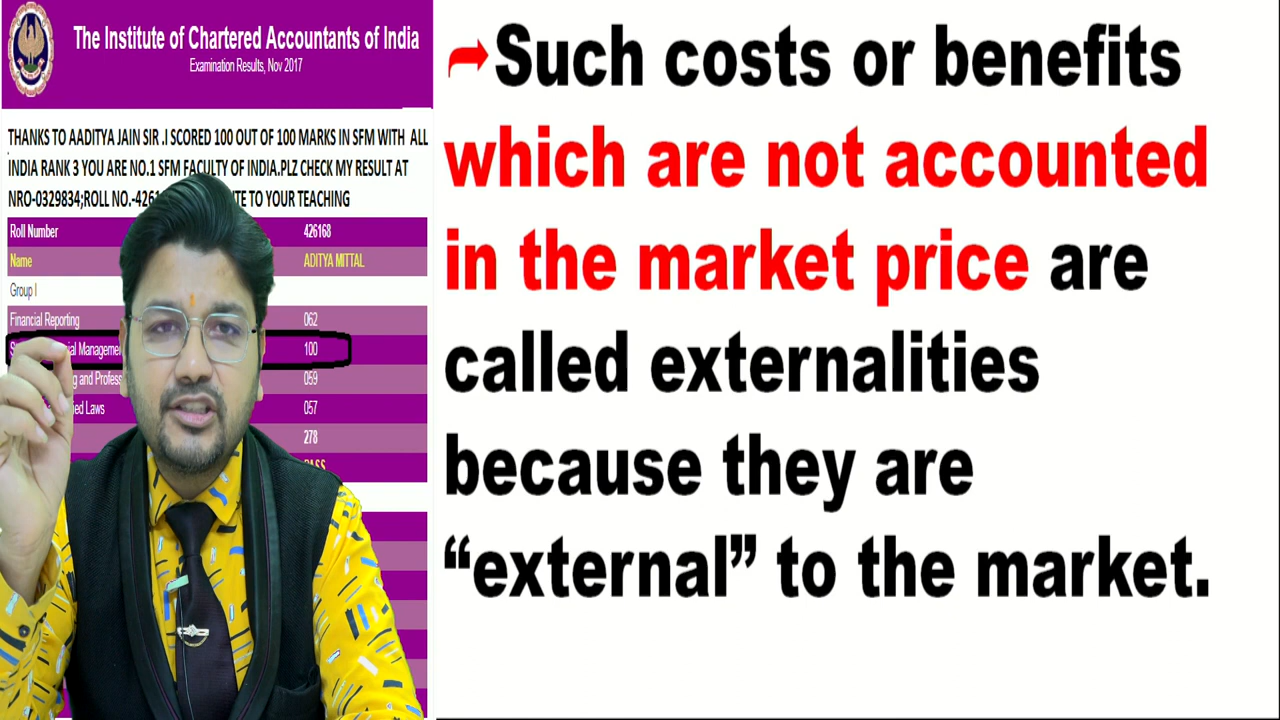 The Institute of Chartered Accountants of India
Examination Results, Nov 2017
THANKS TO AADITYA JAIN SIR .I SCORED 100 OUT OF 100 MARKS IN SFM WITH ALL
INDIA RANK 3 YOU ARE NO.1 SFM FACULTY OF INDIA.PLZ CHECK MY RESULT AT
NRO-0329834;ROLL NO.-426 TO YOUR TEACHING
Roll Number 426168
Name ADITYA MITTAL
Group I
Financial Reporting 062
100
and 059
Laws 057
278
PASS
Such costs or benefits
which are not accounted
in the market price are
called externalities
because they are
“external” to the market.